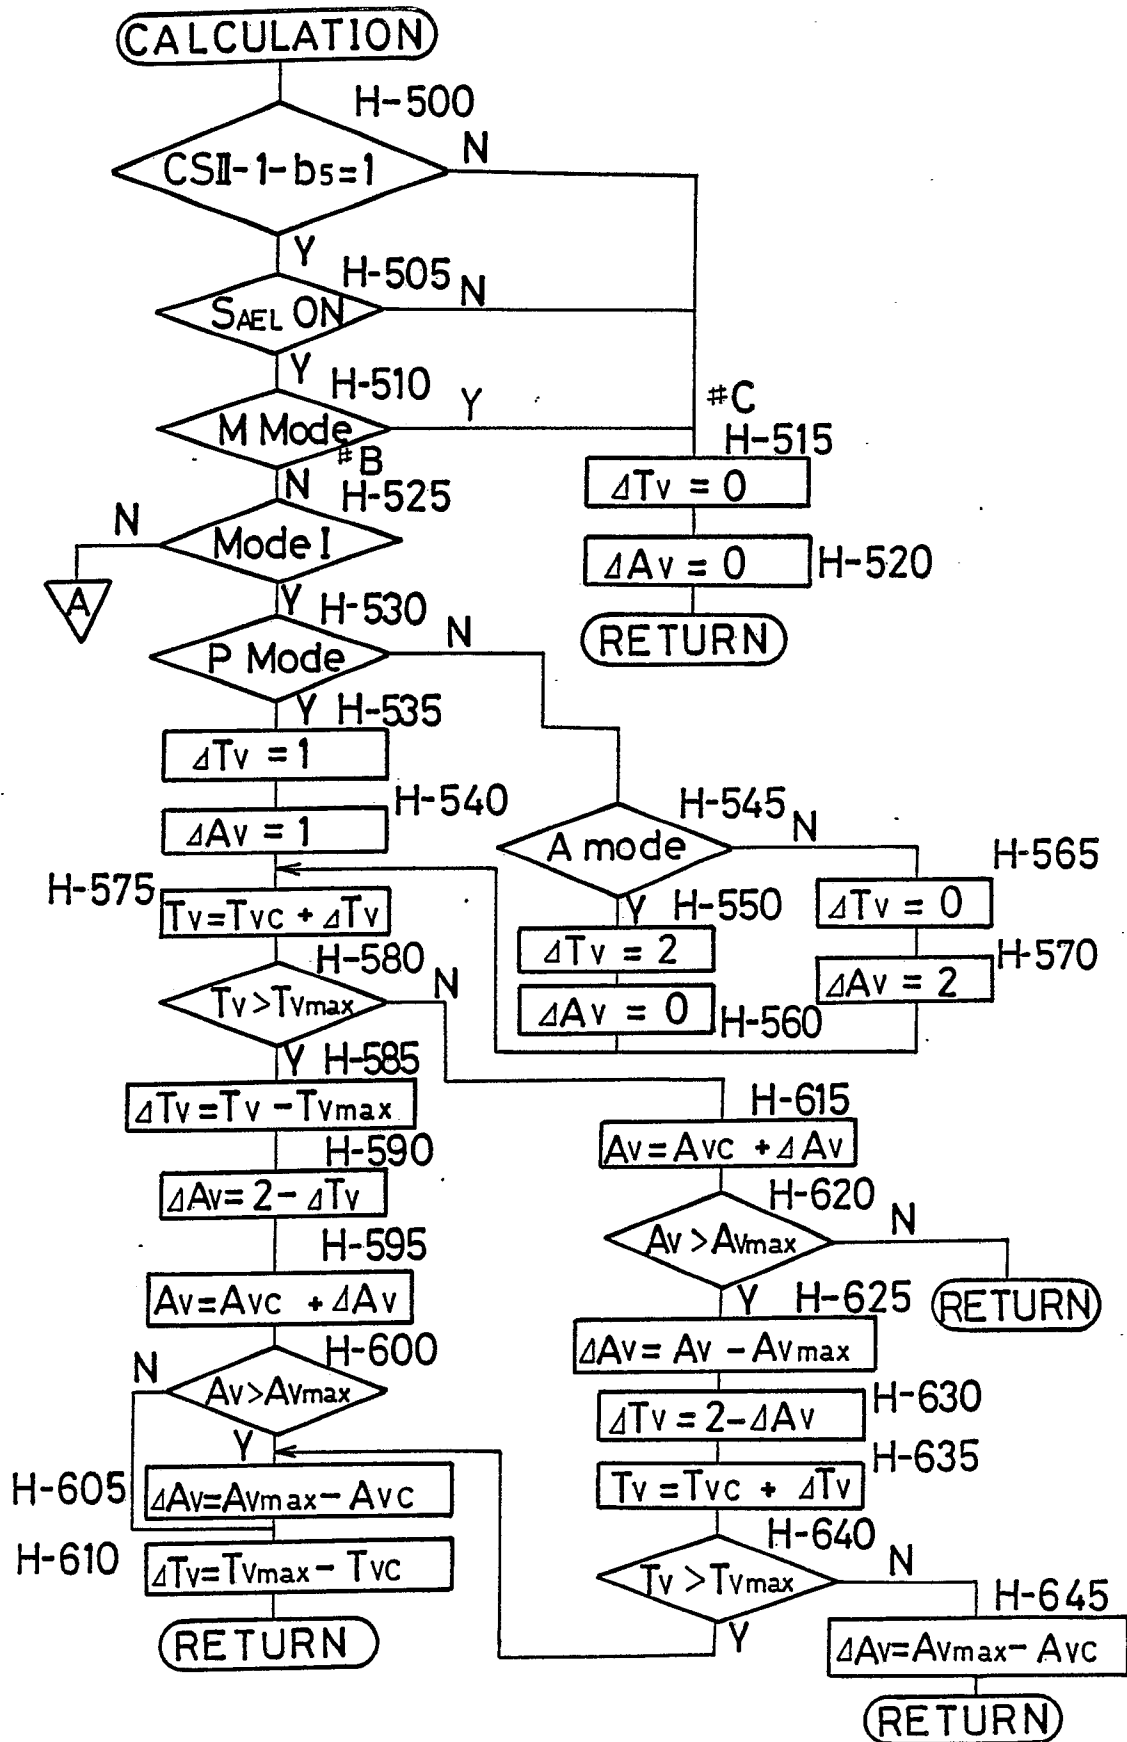 CALCULATION
H-500
CSⅡ-1-b5=1
N
Y
H-505
SAEL ON
N
Y
H-510
M Mode
Y
#C
#B
N
H-515
ΔTv = 0
H-525
Mode I
N
A
Y
ΔAv = 0
H-520
RETURN
H-530
P Mode
N
Y
H-535
ΔTv = 1
H-540
ΔAv = 1
H-545
A mode
N
Y
H-550
ΔTv = 2
ΔAv = 0
H-560
H-565
ΔTv = 0
H-570
ΔAv = 2
H-575
Tv=Tvc + ΔTv
H-580
Tv>Tvmax
N
Y
H-585
ΔTv=Tv - Tvmax
H-590
ΔAv=2- ΔTv
H-595
Av=Avc + ΔAv
H-600
Av>Avmax
N
Y
H-605
ΔAv=Avmax- Avc
H-610
ΔTv=Tvmax- Tvc
RETURN
H-615
Av=Avc + ΔAv
H-620
Av>Avmax
N
RETURN
Y
H-625
ΔAv= Av - Avmax
H-630
ΔTv=2-ΔAv
H-635
Tv=Tvc + ΔTv
H-640
Tv > Tvmax
N
Y
H-645
ΔAv=Avmax- Avc
RETURN